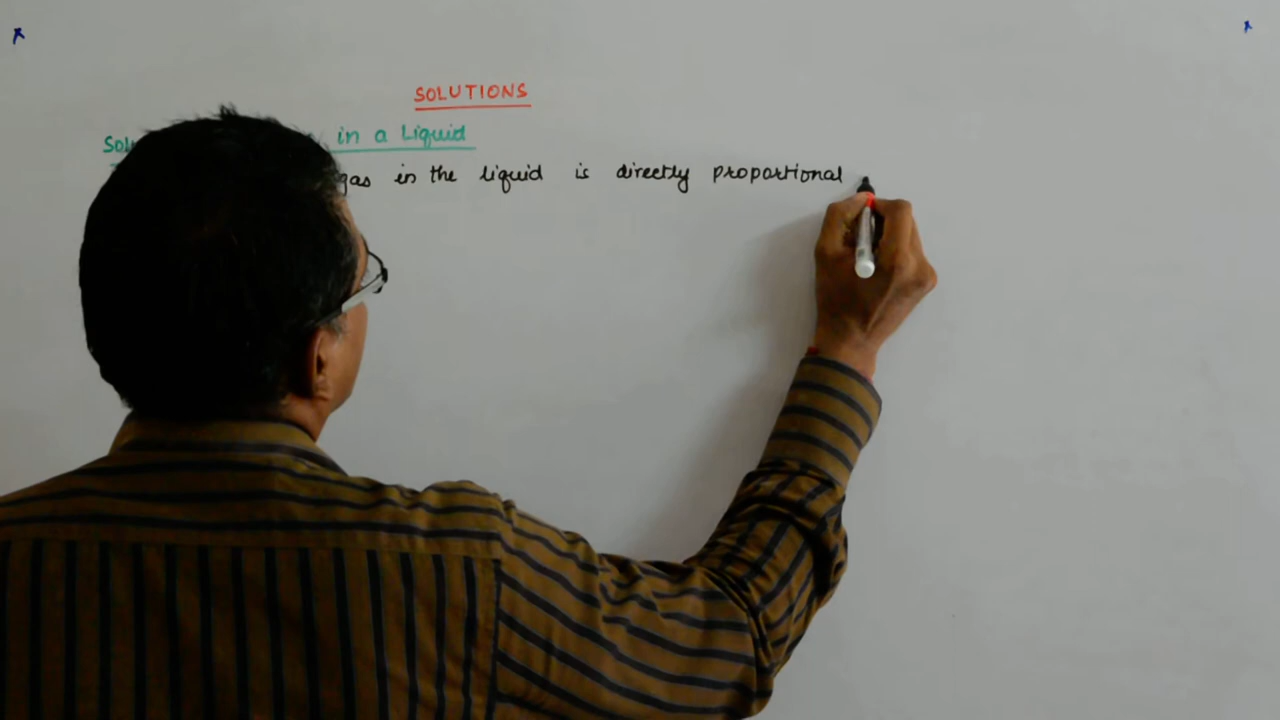 SOLUTIONS
in a Liquid
gas in the liquid is directly proportional